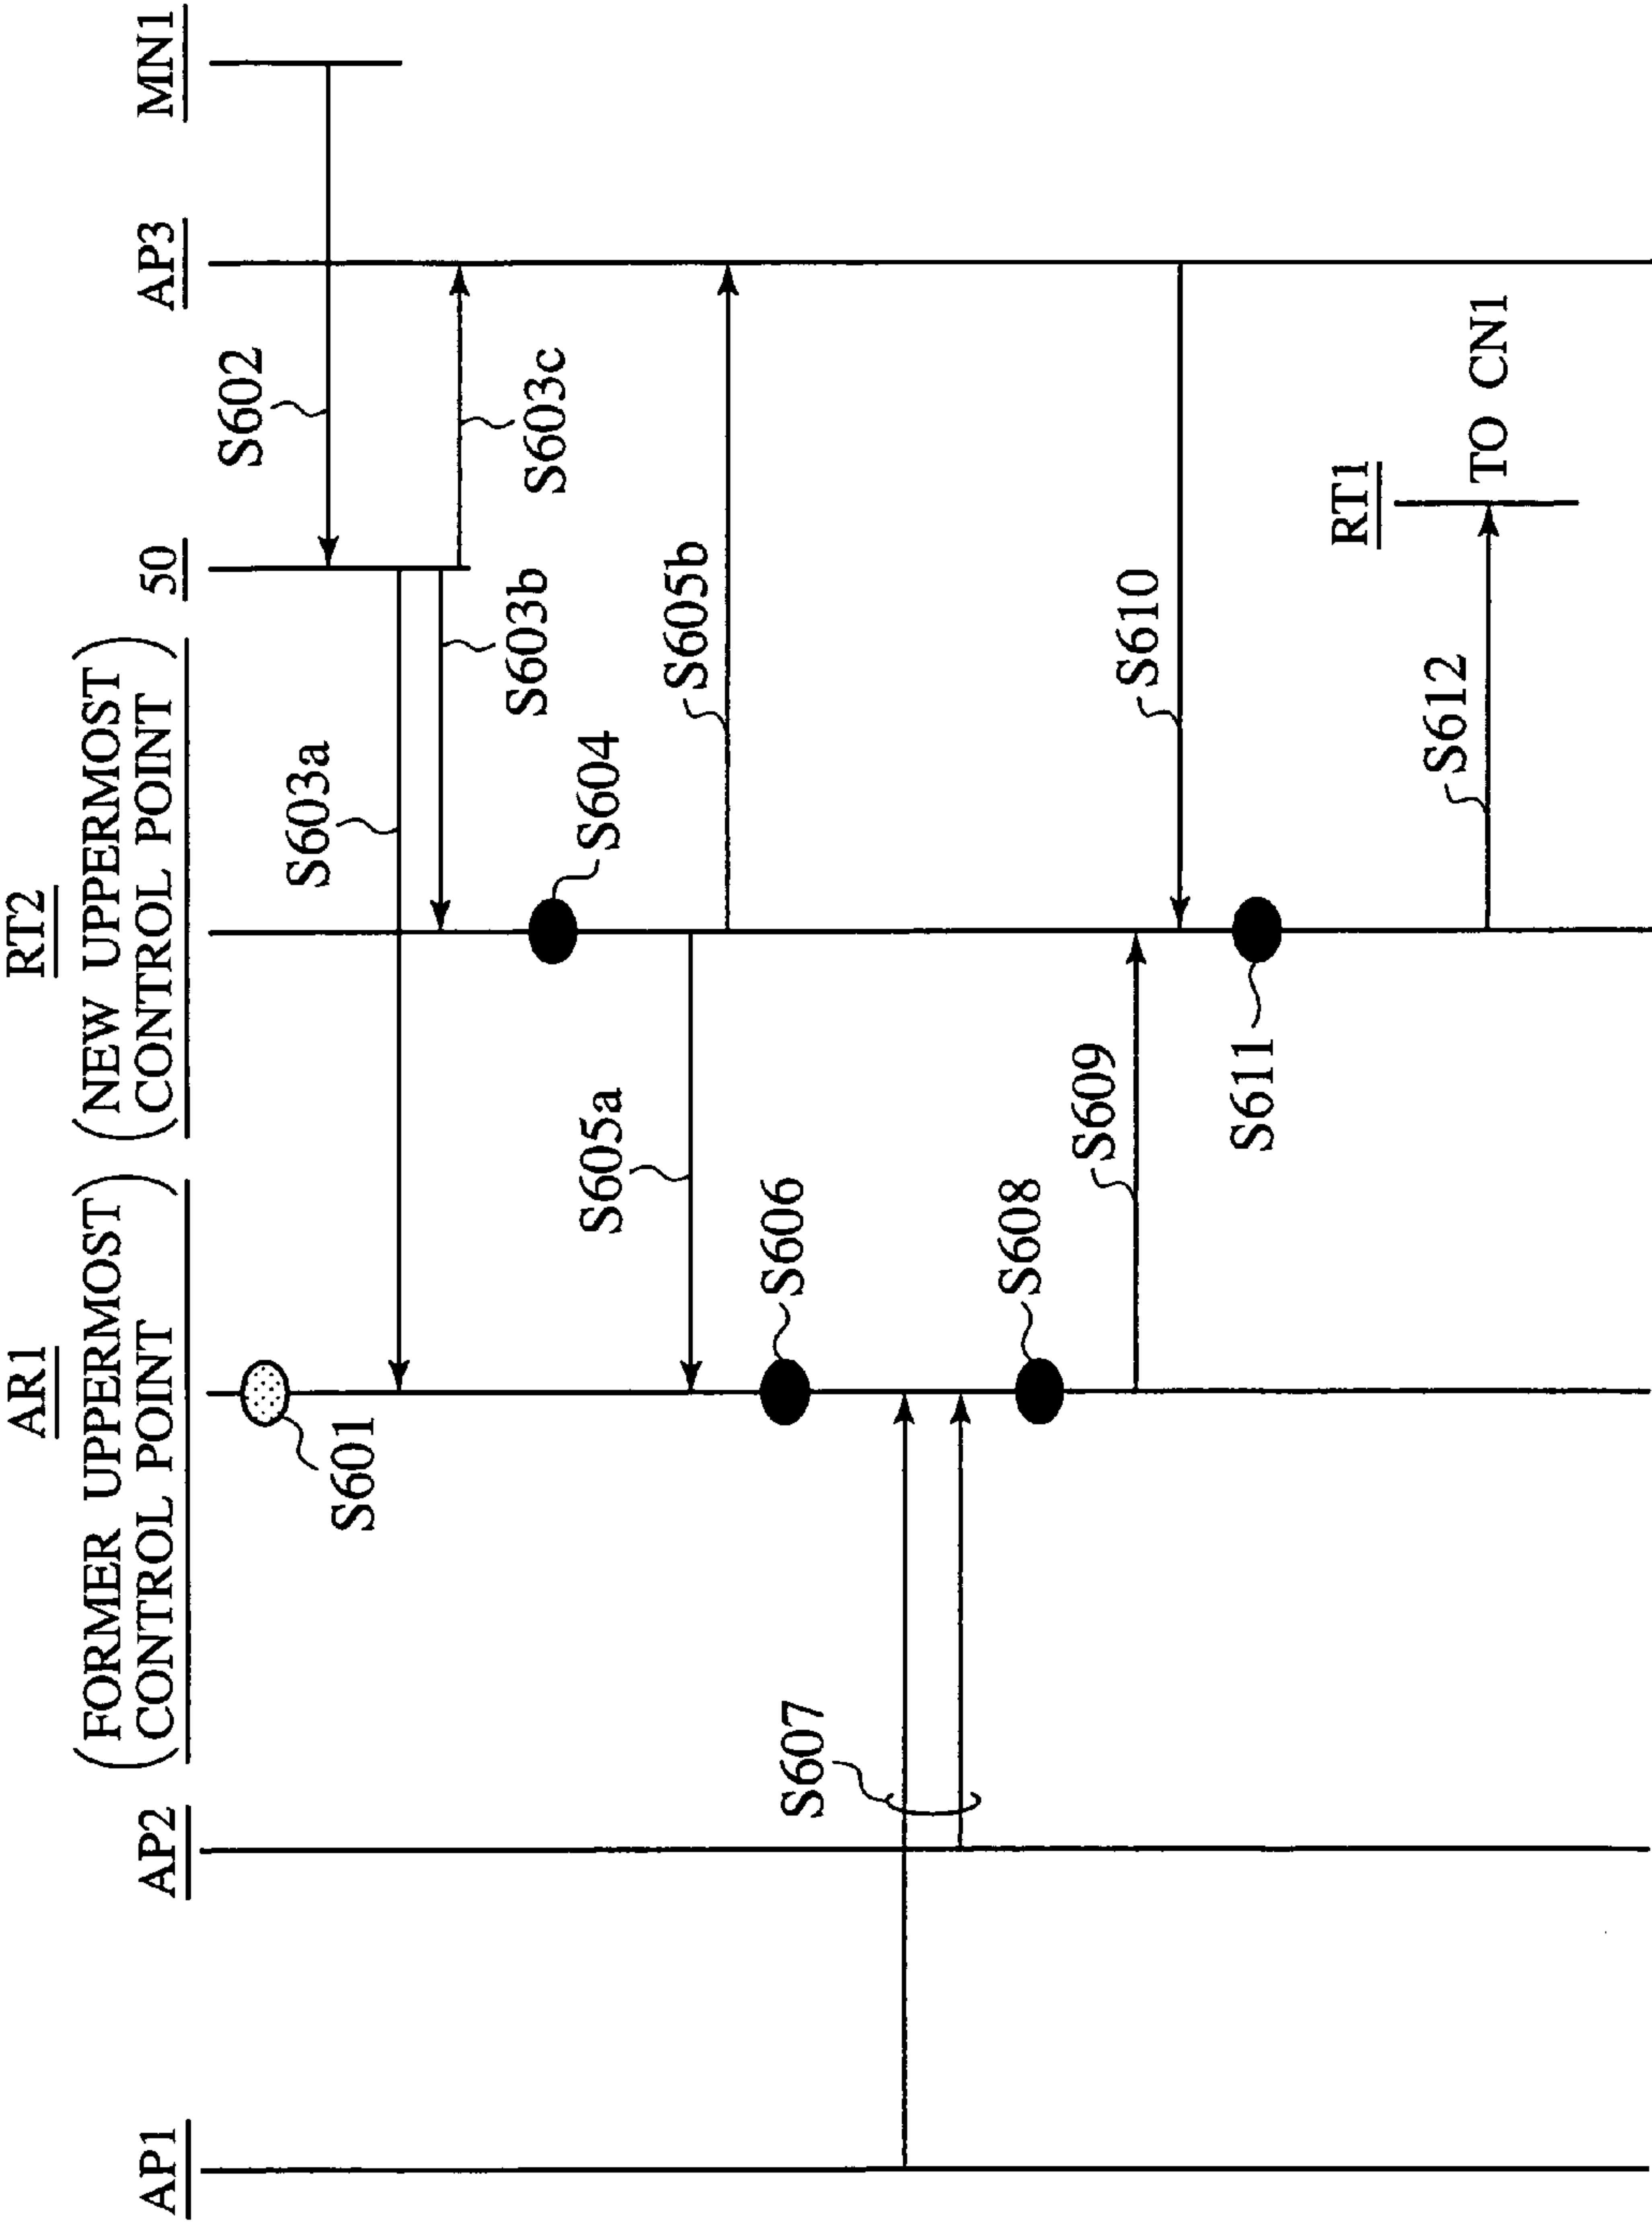 AP1
AP2
AR1
(FORMER UPPERMOST
CONTROL POINT)
RT2
(NEW UPPERMOST
CONTROL POINT)
50
AP3
MN1
S601
S602
S603a
S603b
S603c
S604
S605a
S605b
S606
S607
S608
S609
S610
S611
RT1
S612
TO CN1